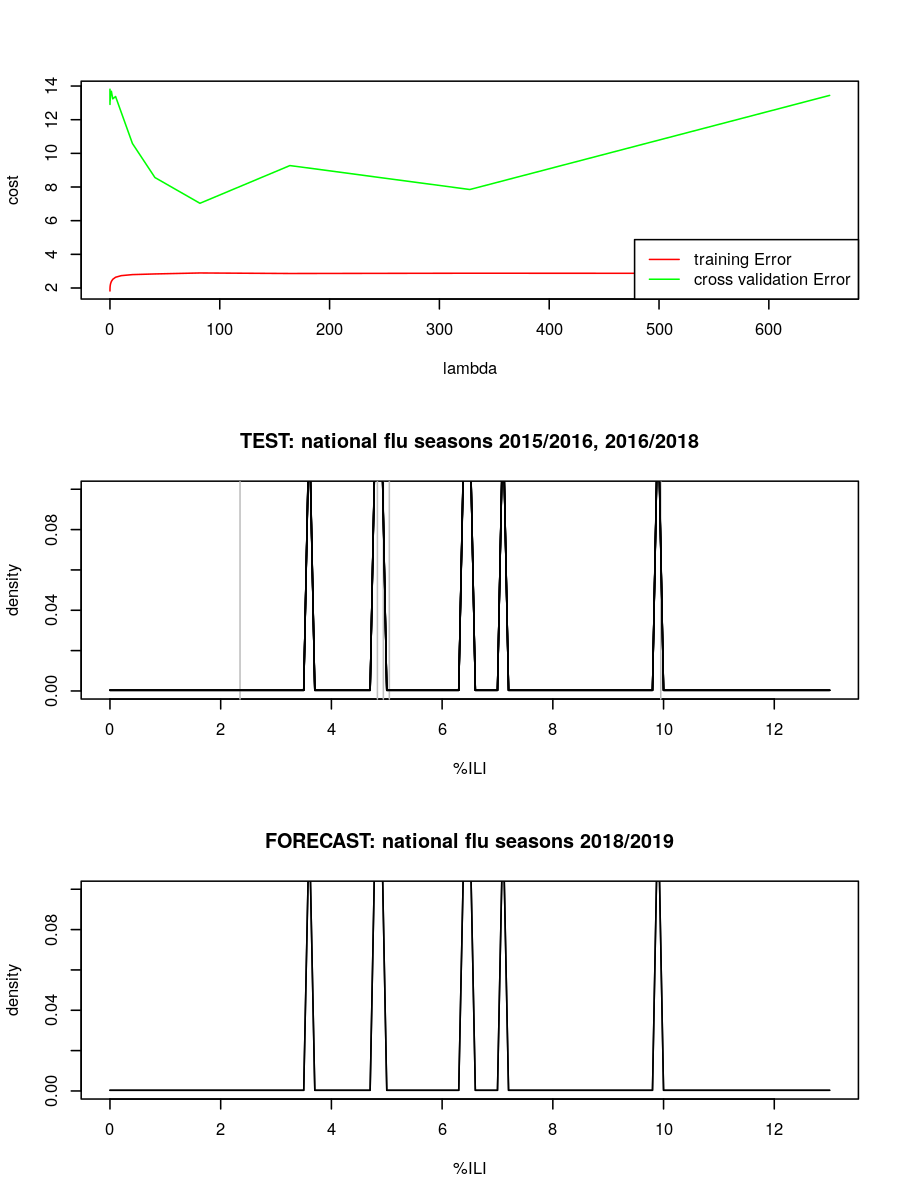 14
12
10
8
6
4
2
cost
training Error
cross validation Error
0 100 200 300 400 500 600
lambda
TEST: national flu seasons 2015/2016, 2016/2018
0.08
0.04
0.00
density
0 2 4 6 8 10 12
%ILI
FORECAST: national flu seasons 2018/2019
0.08
0.04
0.00
density
0 2 4 6 8 10 12
%ILI